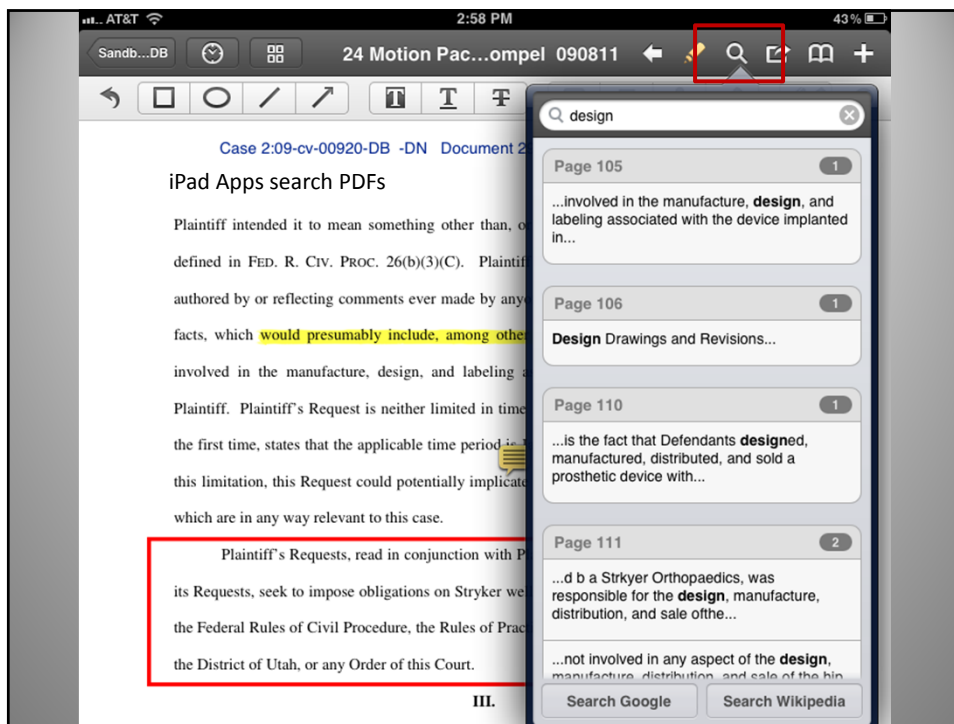 AT&T 2:58 PM 43%
Sandb...DB 24 Motion Pac...ompel 090811
T T T
Case 2:09-cv-00920-DB -DN Document 2
iPad Apps search PDFs
Plaintiff intended it to mean something other than, o
defined in FED. R. CIV. PROC. 26(b)(3)(C). Plaintif
authored by or reflecting comments ever made by any
facts, which would presumably include, among othe
involved in the manufacture, design, and labeling a
Plaintiff. Plaintiff's Request is neither limited in time
the first time, states that the applicable time period is
this limitation, this Request could potentially implicate
which are in any way relevant to this case.
Plaintiff's Requests, read in conjunction with P
its Requests, seek to impose obligations on Stryker we
the Federal Rules of Civil Procedure, the Rules of Prac
the District of Utah, or any Order of this Court.
III.
design
Page 105 1
...involved in the manufacture, design, and
labeling associated with the device implanted
in...
Page 106 1
Design Drawings and Revisions...
Page 110 1
...is the fact that Defendants designed,
manufactured, distributed, and sold a
prosthetic device with...
Page 111 2
...d b a Strkyer Orthopaedics, was
responsible for the design, manufacture,
distribution, and sale ofthe...
...not involved in any aspect of the design,
manufacture, distribution, and sale of the hip
Search Google Search Wikipedia